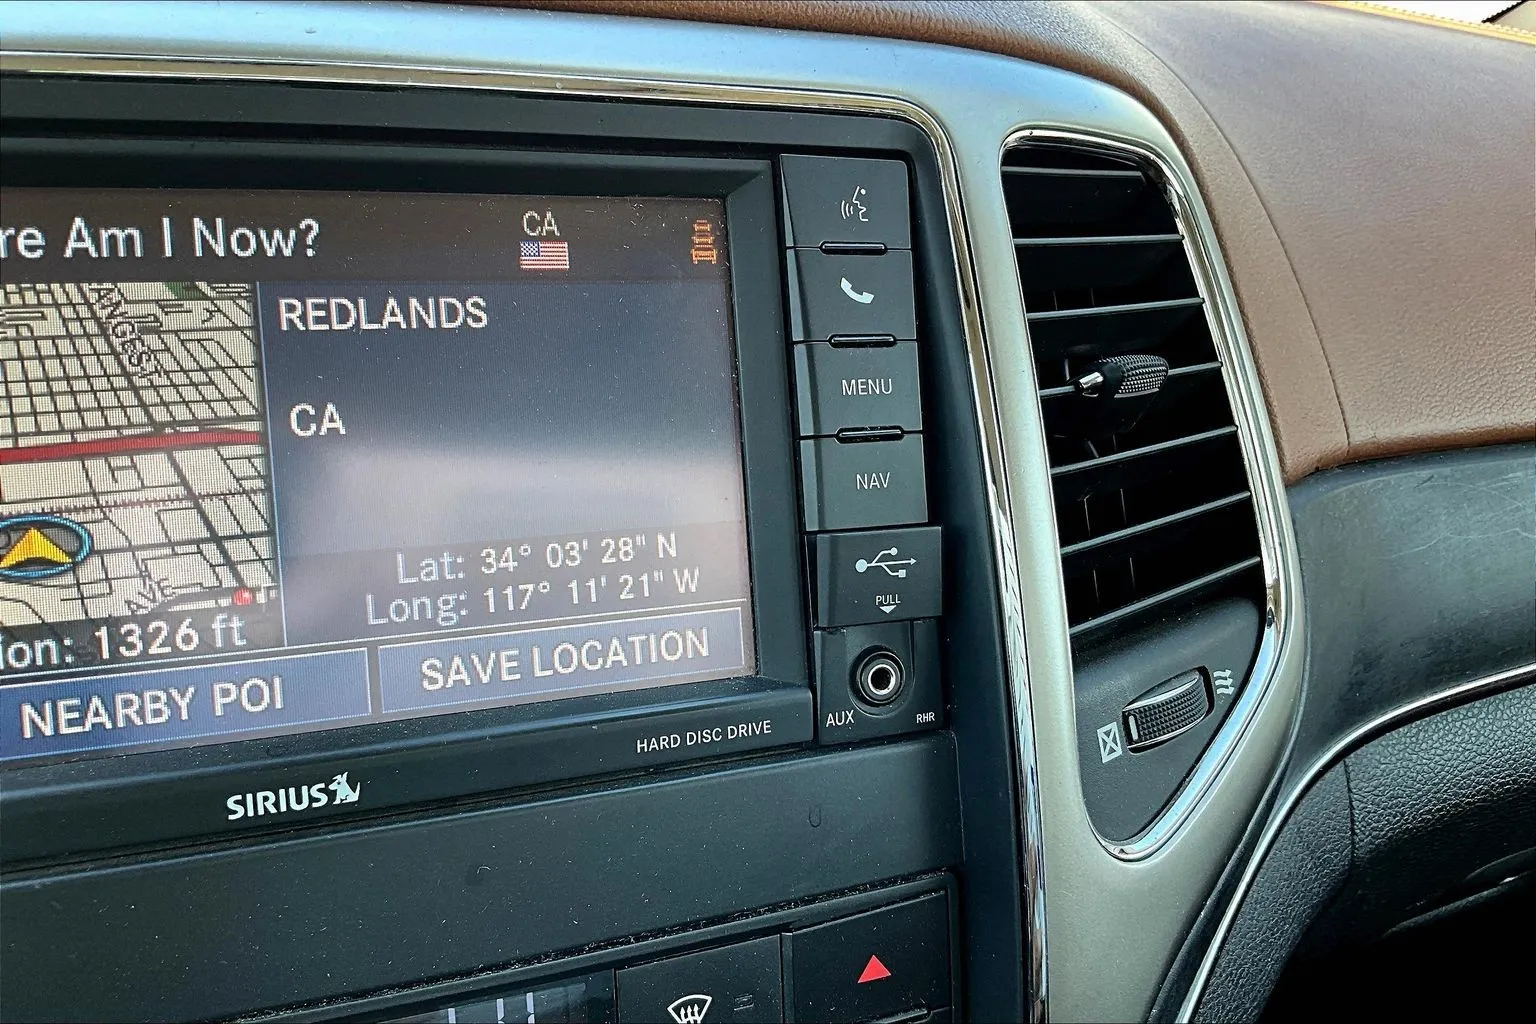 re Am I Now?
CA
REDLANDS
CA
Lat: 34° 03' 28" N
Long: 117° 11' 21" W
ion: 1326 ft
NEARBY POI
SAVE LOCATION
HARD DISC DRIVE
SIRIUS
MENU
NAV
PULL
AUX
RHR